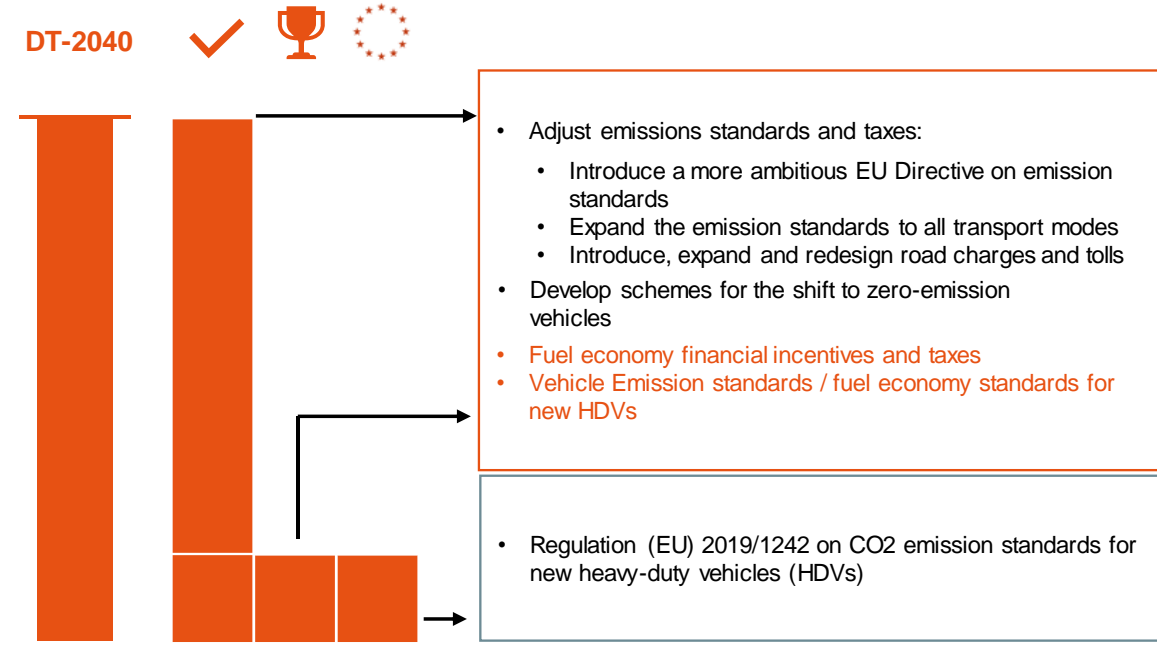 DT-2040
• Adjust emissions standards and taxes:
• Introduce a more ambitious EU Directive on emission
standards
• Expand the emission standards to all transport modes
• Introduce, expand and redesign road charges and tolls
• Develop schemes for the shift to zero-emission
vehicles
• Fuel economy financial incentives and taxes
• Vehicle Emission standards / fuel economy standards for
new HDVs
• Regulation (EU) 2019/1242 on CO2 emission standards for
new heavy-duty vehicles (HDVs)